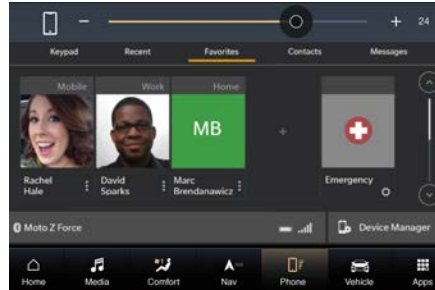 − + 24
Keypad Recent Favorites Contacts Messages
Mobile Work Home
MB
+
Rachel Hale
David Sparks
Marc Brendanawicz
Emergency
Moto Z Force
Device Manager
Home Media Comfort Nav Phone Vehicle Apps